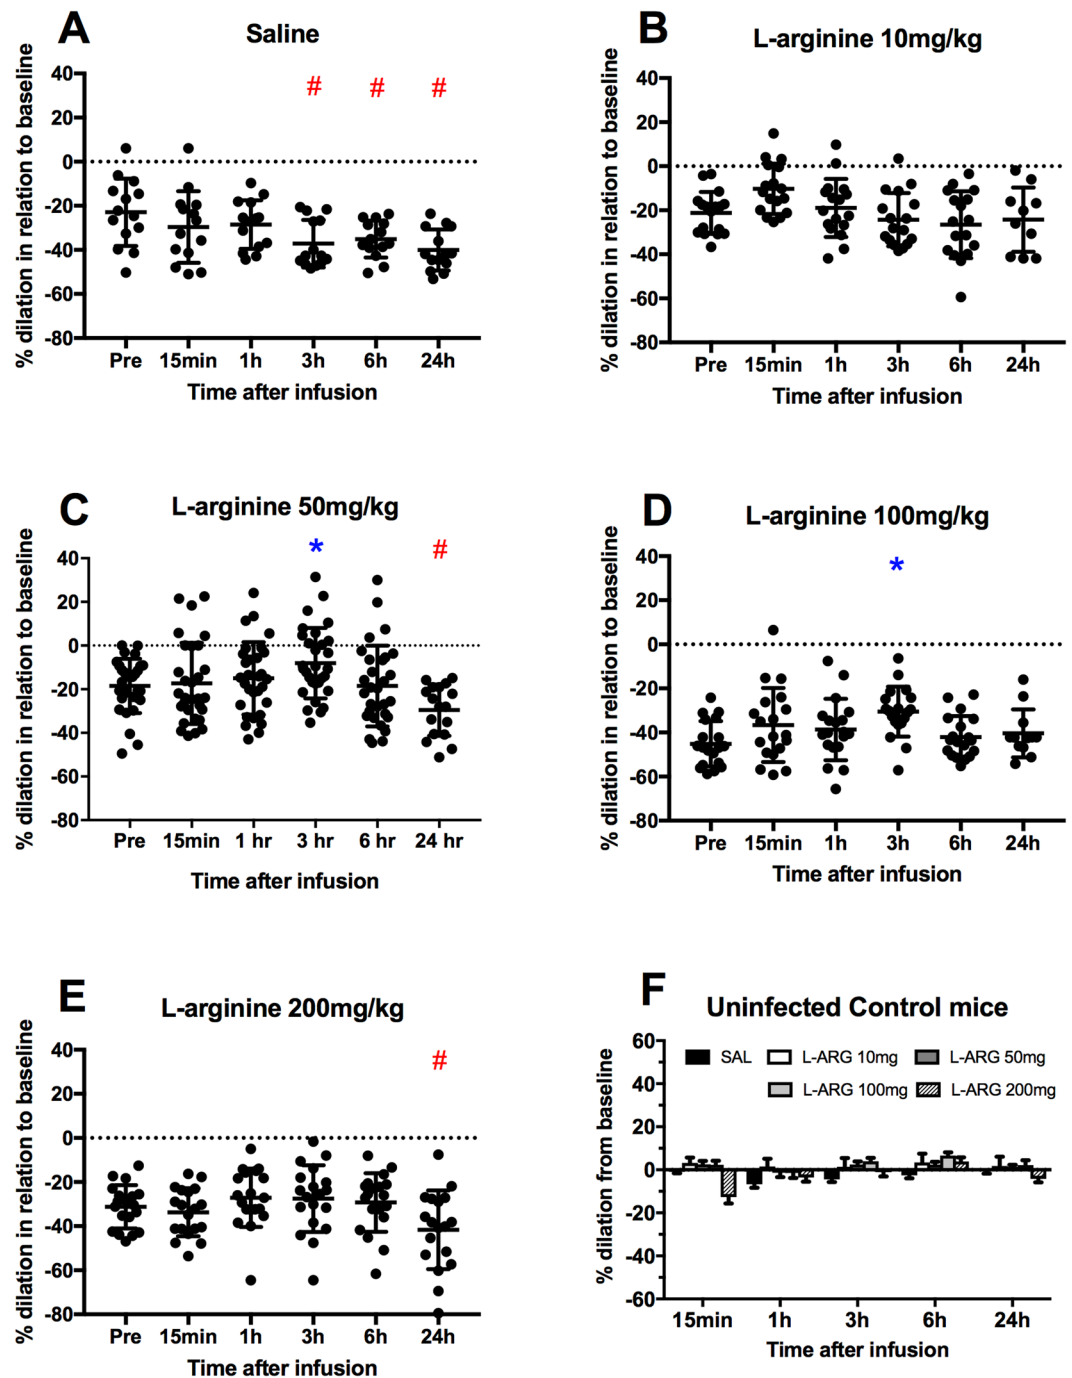 A
Saline
% dilation in relation to baseline
# # #
40
20
0
-20
-40
-60
-80
Pre 15min 1h 3h 6h 24h
Time after infusion
B
L-arginine 10mg/kg
% dilation in relation to baseline
40
20
0
-20
-40
-60
-80
Pre 15min 1h 3h 6h 24h
Time after infusion
C
L-arginine 50mg/kg
% dilation in relation to baseline
* #
40
20
0
-20
-40
-60
-80
Pre 15min 1 hr 3 hr 6 hr 24 hr
Time after infusion
D
L-arginine 100mg/kg
% dilation in relation to baseline
*
40
20
0
-20
-40
-60
-80
Pre 15min 1h 3h 6h 24h
Time after infusion
E
L-arginine 200mg/kg
% dilation in relation to baseline
#
40
20
0
-20
-40
-60
-80
Pre 15min 1h 3h 6h 24h
Time after infusion
F
Uninfected Control mice
% dilation from baseline
SAL L-ARG 10mg L-ARG 50mg
L-ARG 100mg L-ARG 200mg
60
40
20
0
-20
-40
-60
15min 1h 3h 6h 24h
Time after infusion